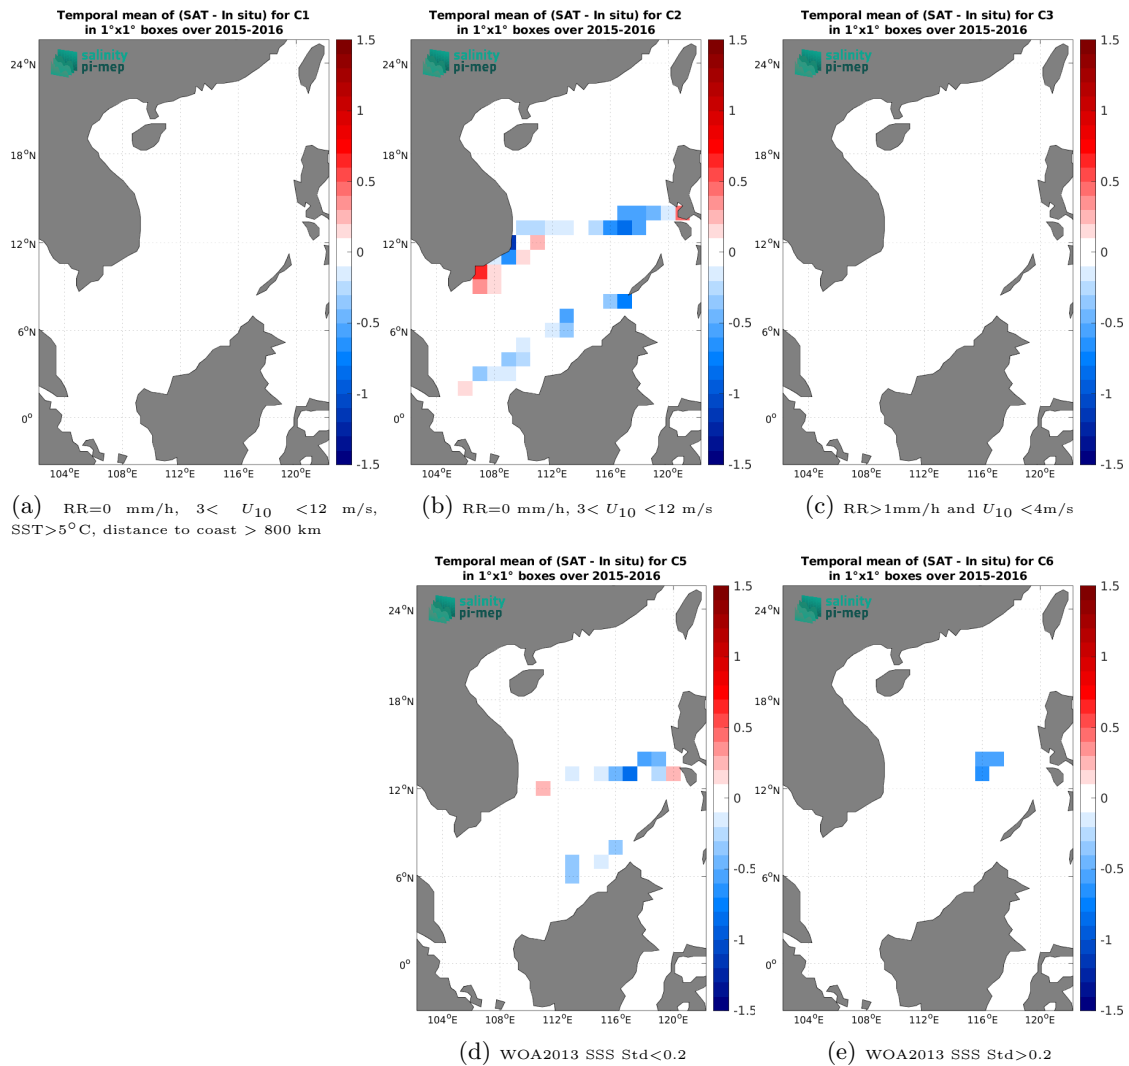 Temporal mean of (SAT - In situ) for C1
in 1°x1° boxes over 2015-2016
salinity
pi-mep
24°N
18°N
12°N
6°N
0°
104°E 108°E 112°E 116°E 120°E
1.5
1
0.5
0
-0.5
-1
-1.5
(a) RR=0 mm/h, 3< U10 <12 m/s,
SST>5°C, distance to coast > 800 km
Temporal mean of (SAT - In situ) for C2
in 1°x1° boxes over 2015-2016
salinity
pi-mep
24°N
18°N
12°N
6°N
0°
104°E 108°E 112°E 116°E 120°E
1.5
1
0.5
0
-0.5
-1
-1.5
(b) RR=0 mm/h, 3< U10 <12 m/s
Temporal mean of (SAT - In situ) for C3
in 1°x1° boxes over 2015-2016
salinity
pi-mep
24°N
18°N
12°N
6°N
0°
104°E 108°E 112°E 116°E 120°E
1.5
1
0.5
0
-0.5
-1
-1.5
(c) RR>1mm/h and U10 <4m/s
Temporal mean of (SAT - In situ) for C5
in 1°x1° boxes over 2015-2016
salinity
pi-mep
24°N
18°N
12°N
6°N
0°
104°E 108°E 112°E 116°E 120°E
1.5
1
0.5
0
-0.5
-1
-1.5
(d) WOA2013 SSS Std<0.2
Temporal mean of (SAT - In situ) for C6
in 1°x1° boxes over 2015-2016
salinity
pi-mep
24°N
18°N
12°N
6°N
0°
104°E 108°E 112°E 116°E 120°E
1.5
1
0.5
0
-0.5
-1
-1.5
(e) WOA2013 SSS Std>0.2